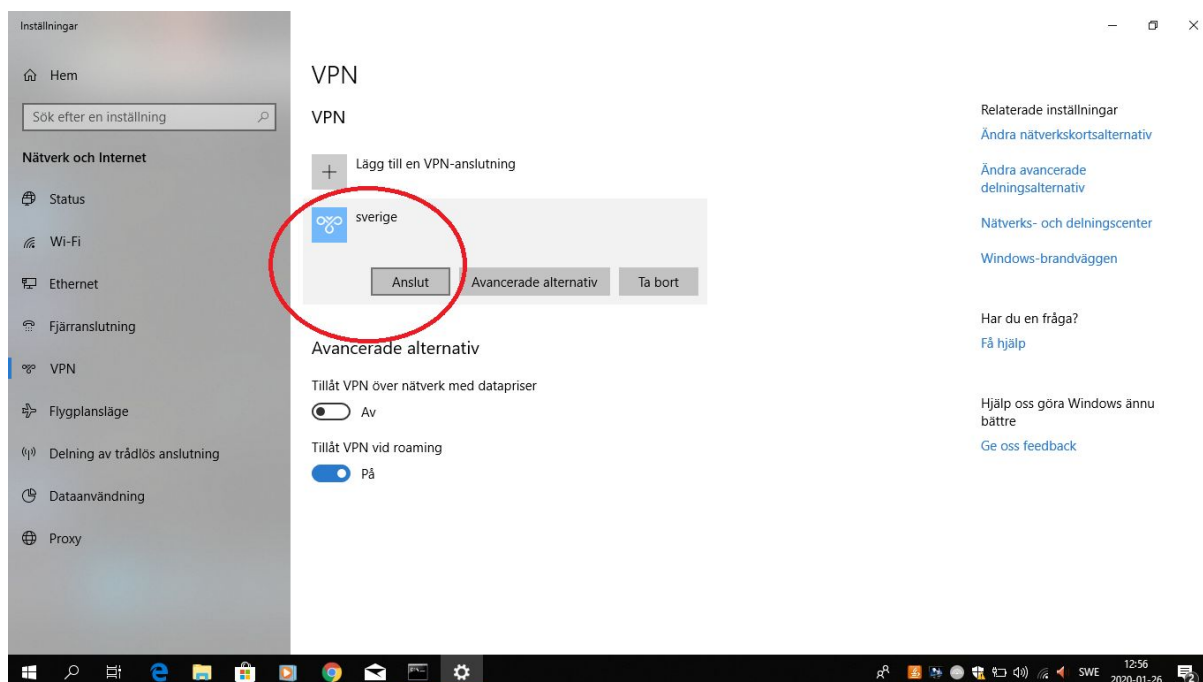 Inställningar
Hem
Sök efter en inställning
Nätverk och Internet
Status
Wi-Fi
Ethernet
Fjärranslutning
VPN
Flygplansläge
Delning av trådlös anslutning
Dataanvändning
Proxy
VPN
VPN
Lägg till en VPN-anslutning
sverige
Anslut Avancerade alternativ Ta bort
Avancerade alternativ
Tillåt VPN över nätverk med datapriser
Av
Tillåt VPN vid roaming
På
Relaterade inställningar
Ändra nätverkskortsalternativ
Ändra avancerade
delningsalternativ
Nätverks- och delningscenter
Windows-brandväggen
Har du en fråga?
Få hjälp
Hjälp oss göra Windows ännu
bättre
Ge oss feedback
SWE
12:56
2020-01-26
2